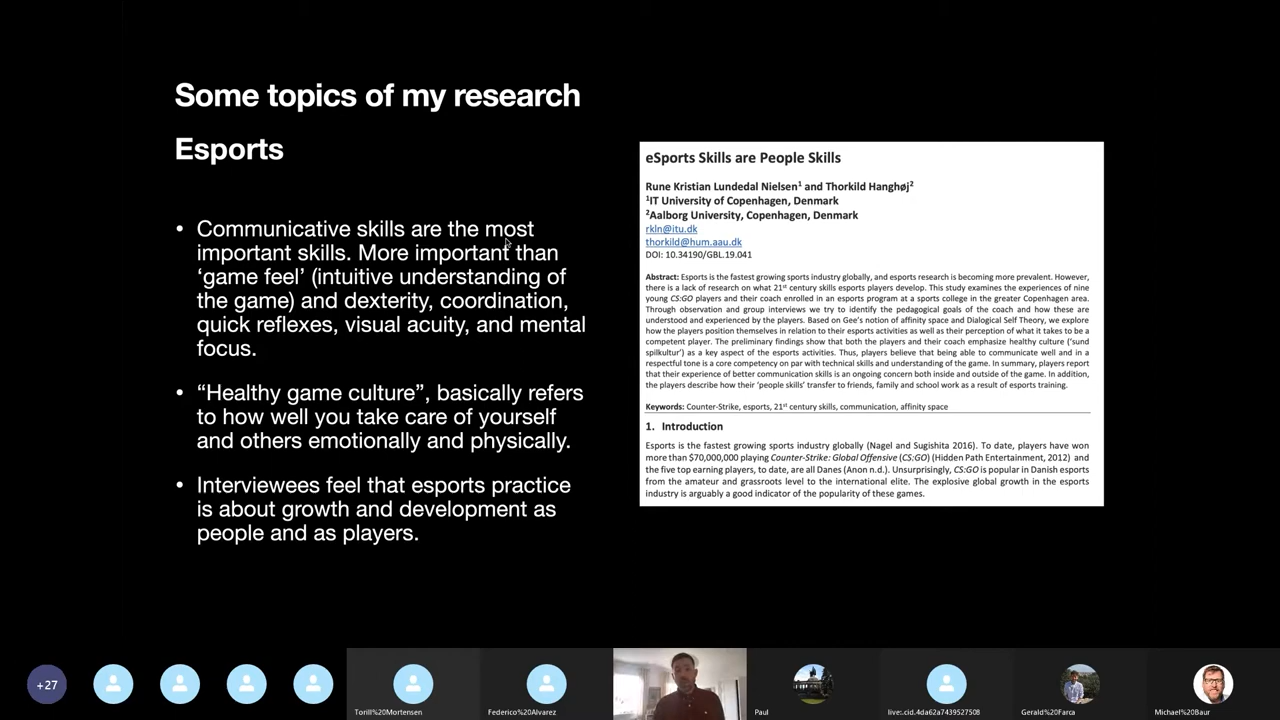 Some topics of my research
Esports
• Communicative skills are the most
important skills. More important than
‘game feel’ (intuitive understanding of
the game) and dexterity, coordination,
quick reflexes, visual acuity, and mental
focus.
• “Healthy game culture”, basically refers
to how well you take care of yourself
and others emotionally and physically.
• Interviewees feel that esports practice
is about growth and development as
people and as players.
eSports Skills are People Skills
Rune Kristian Lundedal Nielsen¹ and Thorkild Hanghøj²
¹IT University of Copenhagen, Denmark
²Aalborg University, Copenhagen, Denmark
rkln@itu.dk
thorkild@hum.aau.dk
DOI: 10.34190/GBL.19.041
Abstract: Esports is the fastest growing sports industry globally, and esports research is becoming more prevalent. However,
there is a lack of research on what 21st century skills esports players develop. This study examines the experiences of nine
young CS:GO players and their coach enrolled in an esports program at a sports college in the greater Copenhagen area.
Through observation and group interviews we try to identify the pedagogical goals of the coach and how these are
understood and experienced by the players. Based on Gee's notion of affinity space and Dialogical Self Theory, we explore
how the players position themselves in relation to their esports activities as well as their perception of what it takes to be a
competent player. The preliminary findings show that both the players and their coach emphasize healthy culture ('sund
spilkultur') as a key aspect of the esports activities. Thus, players believe that being able to communicate well and in a
respectful tone is a core competency on par with technical skills and understanding of the game. In summary, players report
that their experience of better communication skills is an ongoing concern both inside and outside of the game. In addition,
the players describe how their 'people skills' transfer to friends, family and school work as a result of esports training.
Keywords: Counter-Strike, esports, 21st century skills, communication, affinity space
1. Introduction
Esports is the fastest growing sports industry globally (Nagel and Sugishita 2016). To date, players have won
more than $70,000,000 playing Counter-Strike: Global Offensive (CS:GO) (Hidden Path Entertainment, 2012) and
the five top earning players, to date, are all Danes (Anon n.d.). Unsurprisingly, CS:GO is popular in Danish esports
from the amateur and grassroots level to the international elite. The explosive global growth in the esports
industry is arguably a good indicator of the popularity of these games.
+27
Torill%20Mortensen
Federico%20Alvarez
Paul
live:.cid.4da62a7439527508
Gerald%20Farca
Michael%20Baur